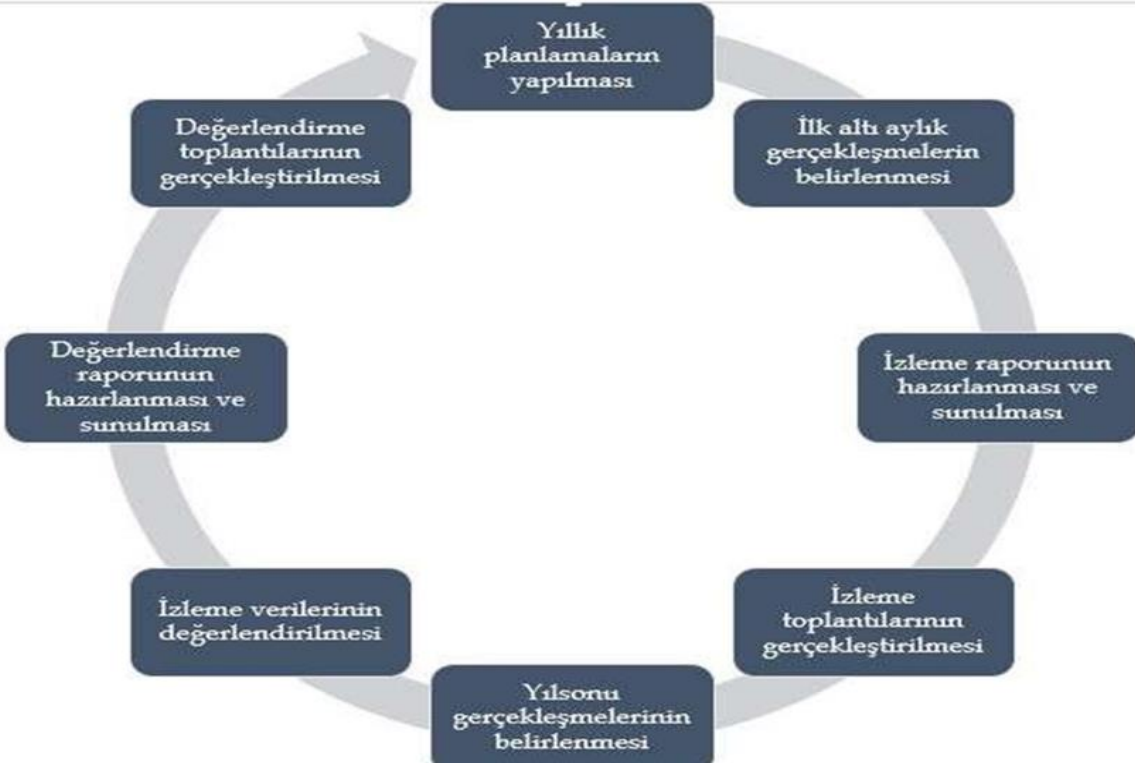 Yıllık
planlamaların
yapılması
İlk altı aylık
gerçekleşmelerin
belirlenmesi
İzleme raporunun
hazırlanması ve
sunulması
İzleme
toplantılarının
gerçekleştirilmesi
Yılsonu
gerçekleşmelerinin
belirlenmesi
İzleme verilerinin
değerlendirilmesi
Değerlendirme
raporunun
hazırlanması ve
sunulması
Değerlendirme
toplantılarının
gerçekleştirilmesi